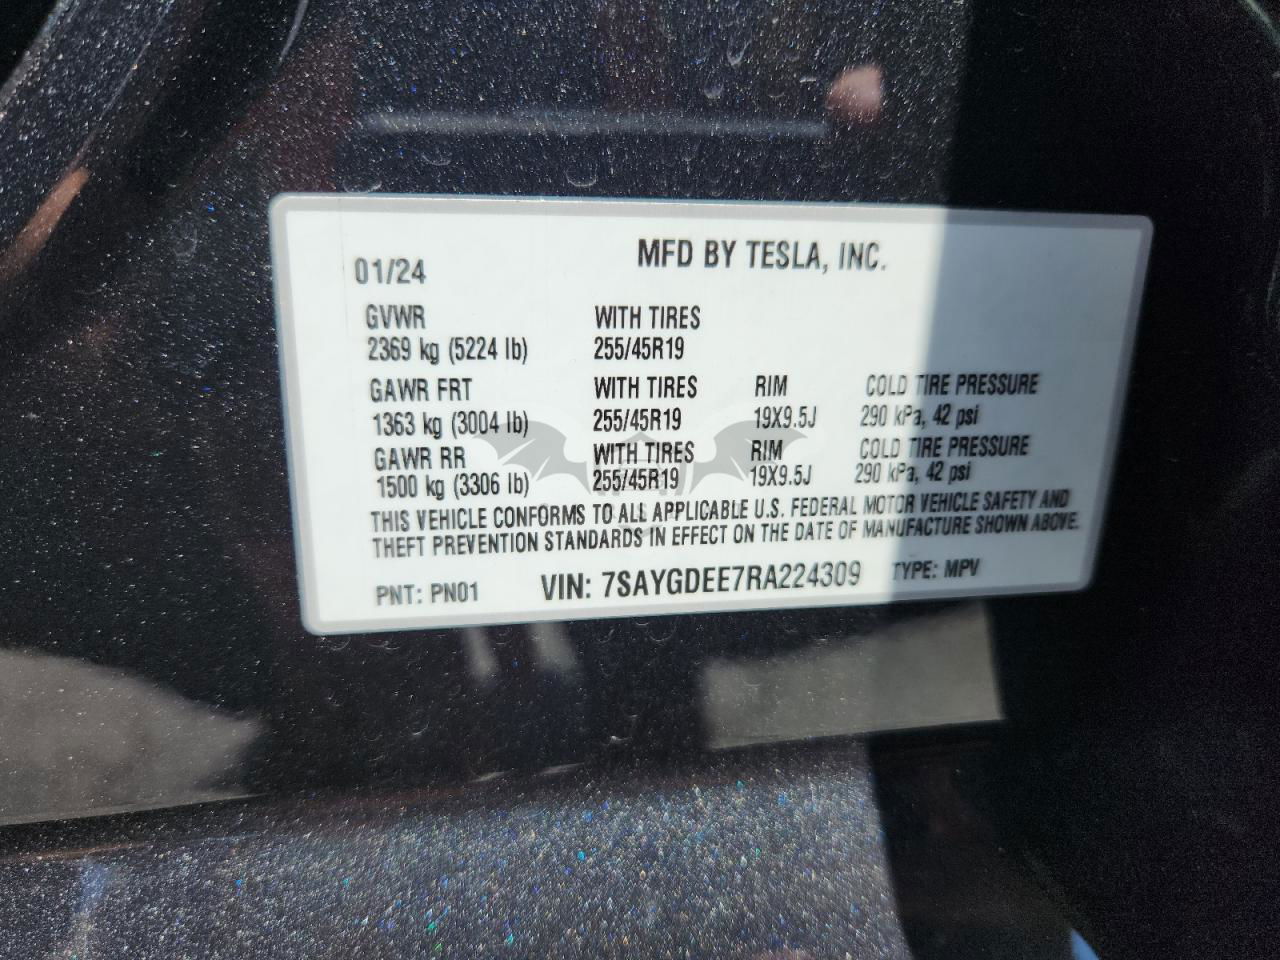 MFD BY TESLA, INC.
01/24
GVWR WITH TIRES
2369 kg (5224 lb) 255/45R19
GAWR FRT WITH TIRES RIM COLD TIRE PRESSURE
1363 kg (3004 lb) 255/45R19 19X9.5J 290 kPa, 42 psi
GAWR RR WITH TIRES RIM COLD TIRE PRESSURE
1500 kg (3306 lb) 255/45R19 19X9.5J 290 kPa, 42 psi
THIS VEHICLE CONFORMS TO ALL APPLICABLE U.S. FEDERAL MOTOR VEHICLE SAFETY AND
THEFT PREVENTION STANDARDS IN EFFECT ON THE DATE OF MANUFACTURE SHOWN ABOVE.
PNT: PN01 VIN: 7SAYGDEE7RA224309 TYPE: MPV